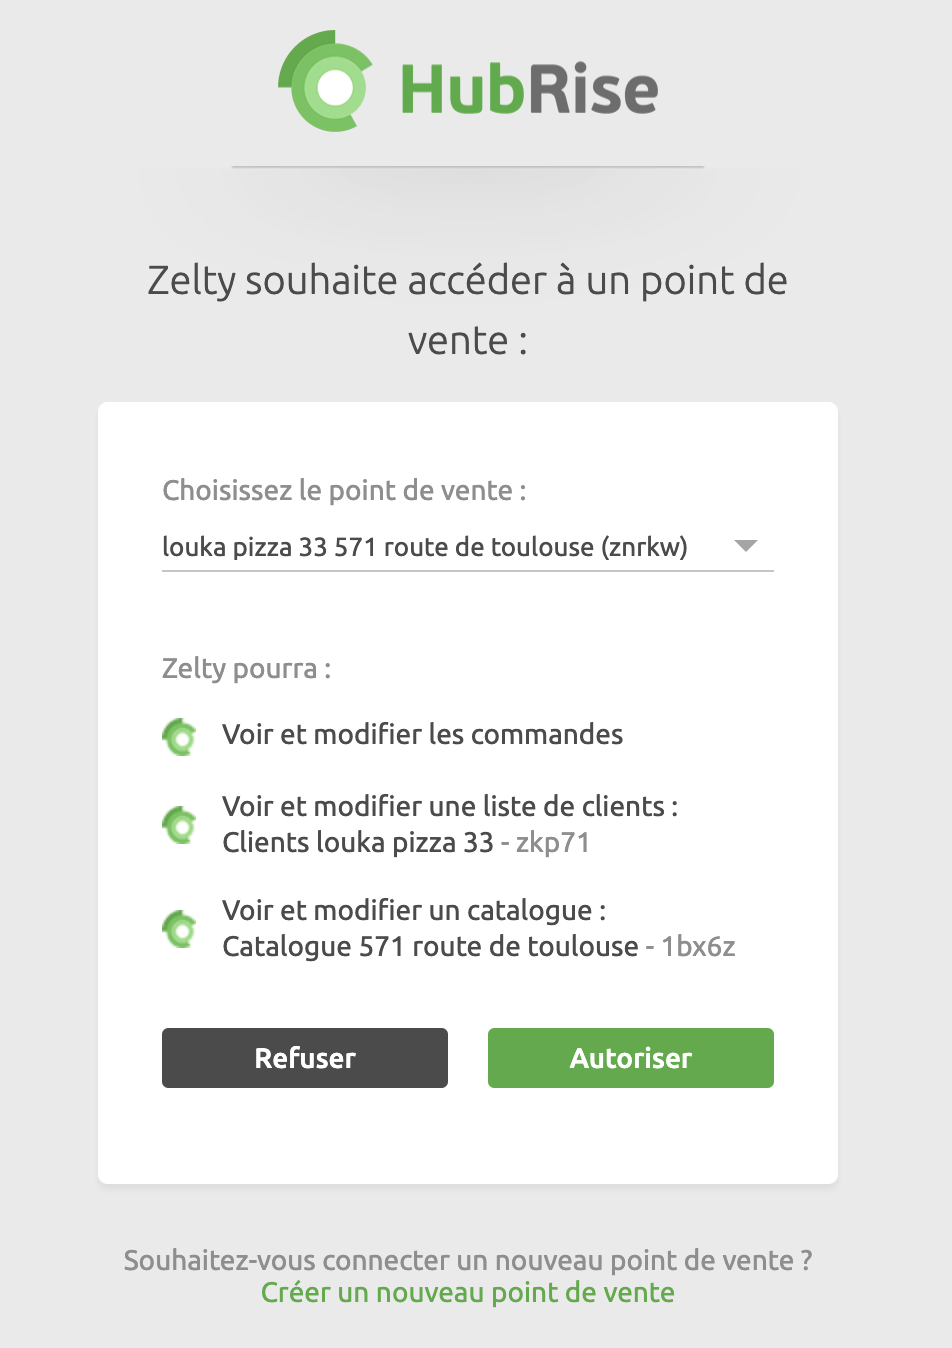 HubRise
Zelty souhaite accéder à un point de
vente :
Choisissez le point de vente :
louka pizza 33 571 route de toulouse (znrkw)
Zelty pourra :
Voir et modifier les commandes
Voir et modifier une liste de clients :
Clients louka pizza 33 - zkp71
Voir et modifier un catalogue :
Catalogue 571 route de toulouse - 1bx6z
Refuser
Autoriser
Souhaitez-vous connecter un nouveau point de vente ?
Créer un nouveau point de vente